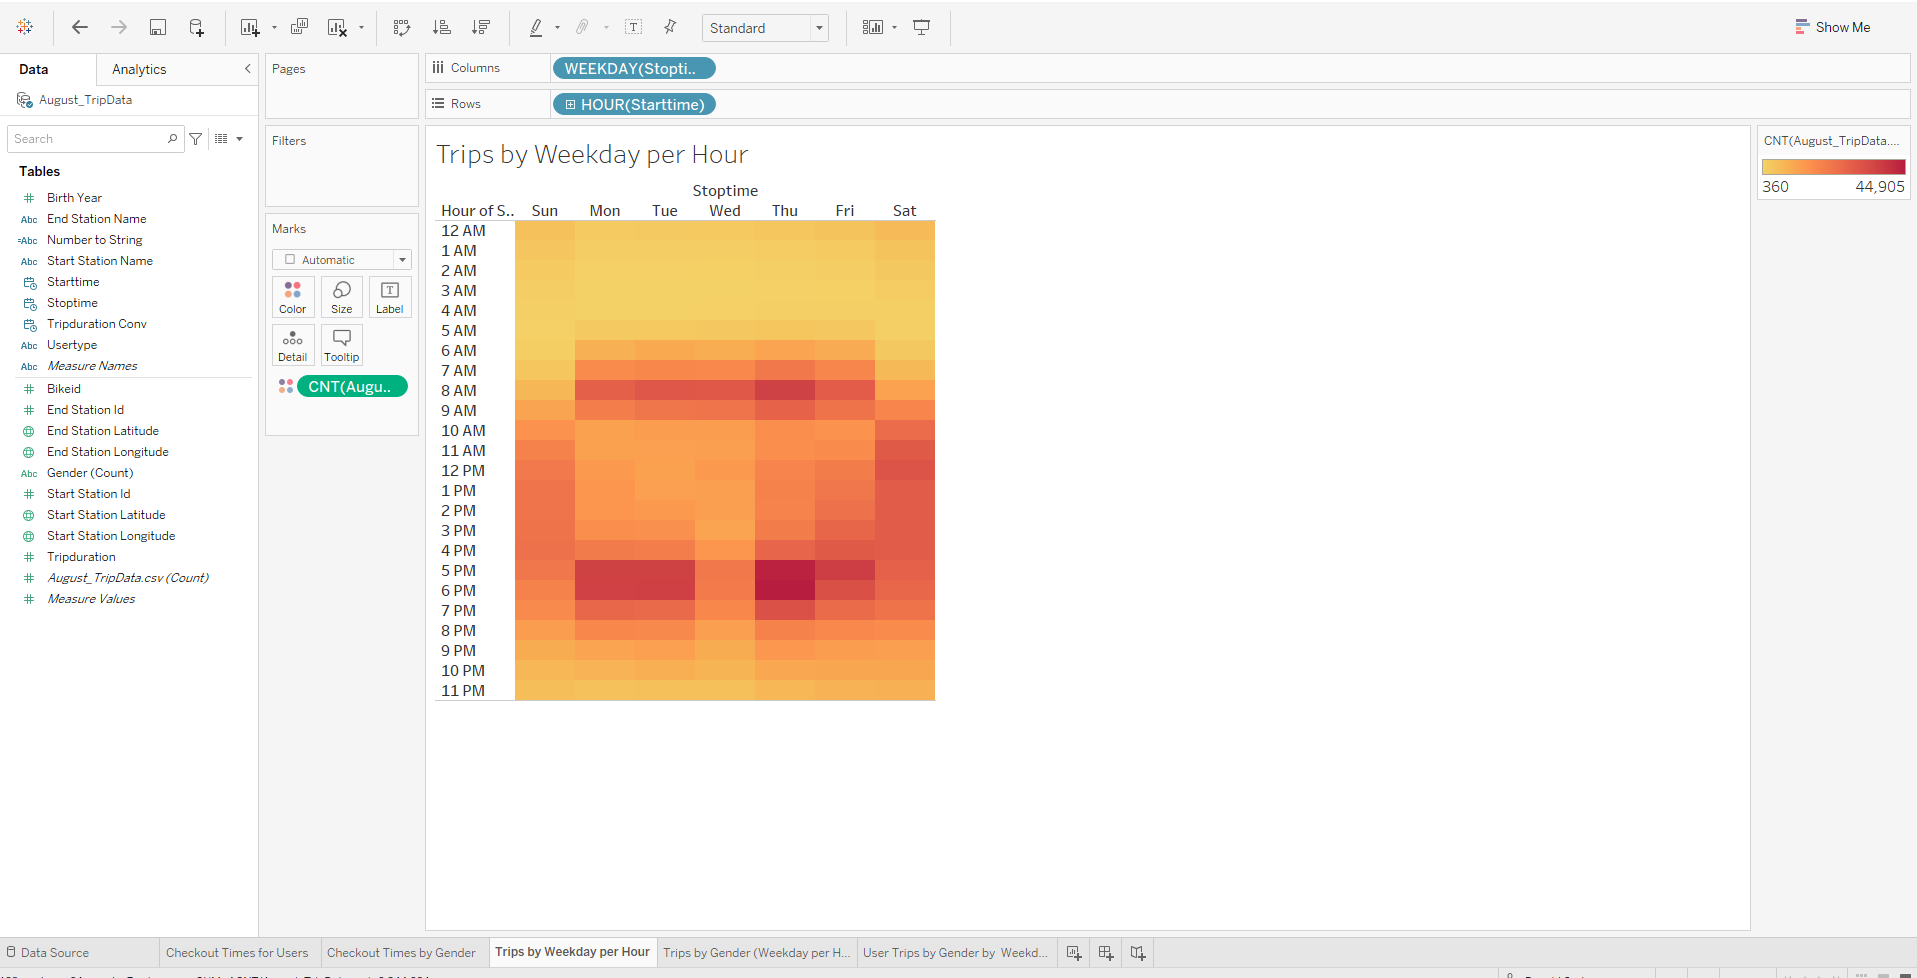 Standard
Show Me
Data
Analytics
August_TripData
Search
Tables
# Birth Year
Abc End Station Name
=Abc Number to String
Abc Start Station Name
Starttime
Stoptime
Tripduration Conv
Abc Usertype
Abc Measure Names
# Bikeid
# End Station Id
End Station Latitude
End Station Longitude
Abc Gender (Count)
# Start Station Id
Start Station Latitude
Start Station Longitude
# Tripduration
# August_TripData.csv (Count)
# Measure Values
Pages
Filters
Marks
Automatic
Color Size Label
Detail Tooltip
CNT(Augu..
Columns WEEKDAY(Stopti..
Rows HOUR(Starttime)
Trips by Weekday per Hour
Stoptime
Hour of S.. Sun Mon Tue Wed Thu Fri Sat
12 AM
1 AM
2 AM
3 AM
4 AM
5 AM
6 AM
7 AM
8 AM
9 AM
10 AM
11 AM
12 PM
1 PM
2 PM
3 PM
4 PM
5 PM
6 PM
7 PM
8 PM
9 PM
10 PM
11 PM
CNT(August_TripData....
360 44,905
Data Source
Checkout Times for Users
Checkout Times by Gender
Trips by Weekday per Hour
Trips by Gender (Weekday per H...
User Trips by Gender by Weekd...